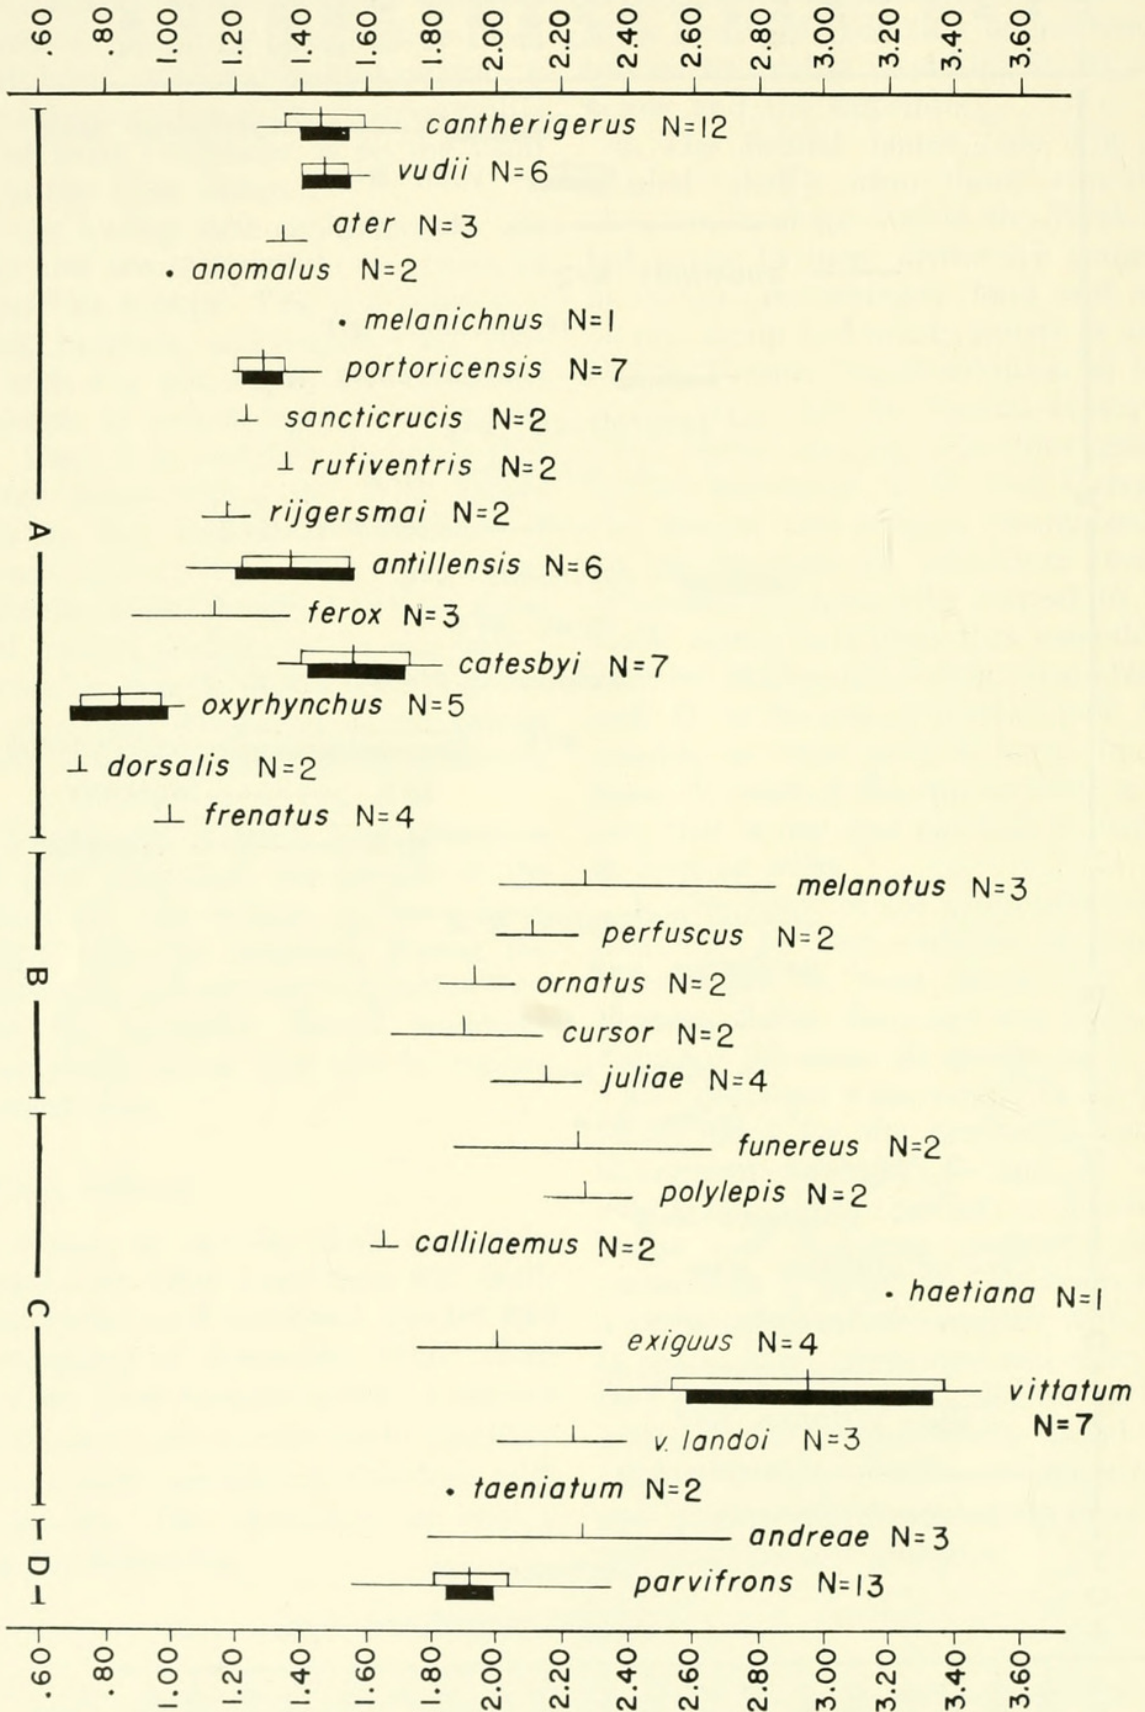 .60 .80 1.00 1.20 1.40 1.60 1.80 2.00 2.20 2.40 2.60 2.80 3.00 3.20 3.40 3.60
cantherigerus N=12
vudii N=6
ater N=3
anomalus N=2
melanichnus N=1
portoricensis N=7
sancticrucis N=2
rufiventris N=2
rijgersmai N=2
A
antillensis N=6
ferox N=3
catesbyi N=7
oxyrhynchus N=5
dorsalis N=2
frenatus N=4
melanotus N=3
perfuscus N=2
B
ornatus N=2
cursor N=2
juliae N=4
funereus N=2
polylepis N=2
callilaemus N=2
haetiana N=1
C
exiguus N=4
vittatum
N=7
v. landoi N=3
taeniatum N=2
andreae N=3
D
parvifrons N=13
.60 .80 1.00 1.20 1.40 1.60 1.80 2.00 2.20 2.40 2.60 2.80 3.00 3.20 3.40 3.60